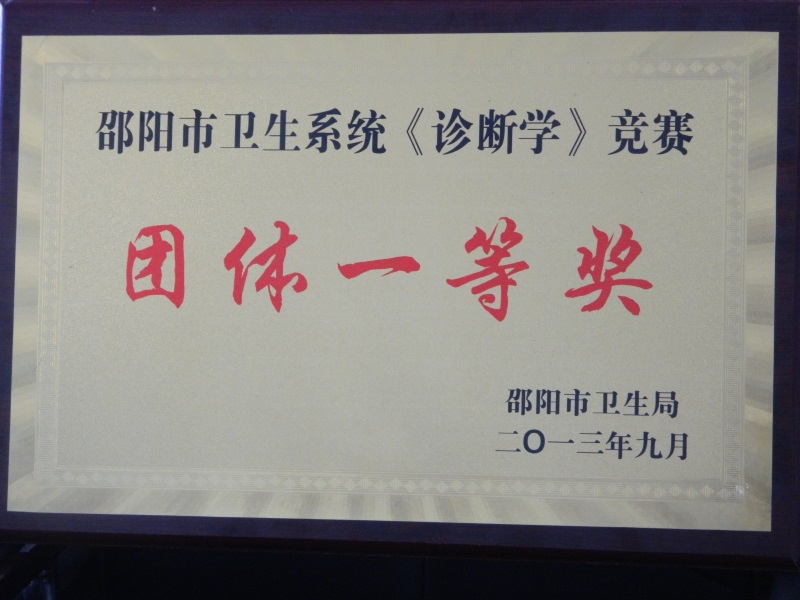 邵阳市卫生系统《诊断学》竞赛
团体一等奖
邵阳市卫生局
二〇一三年九月